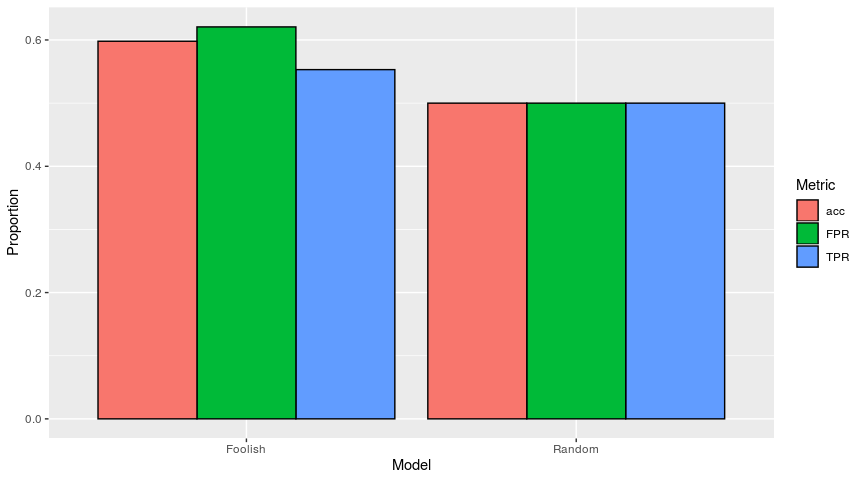 0.6
0.4
0.2
0.0
Proportion
Foolish
Random
Model
Metric
acc
FPR
TPR